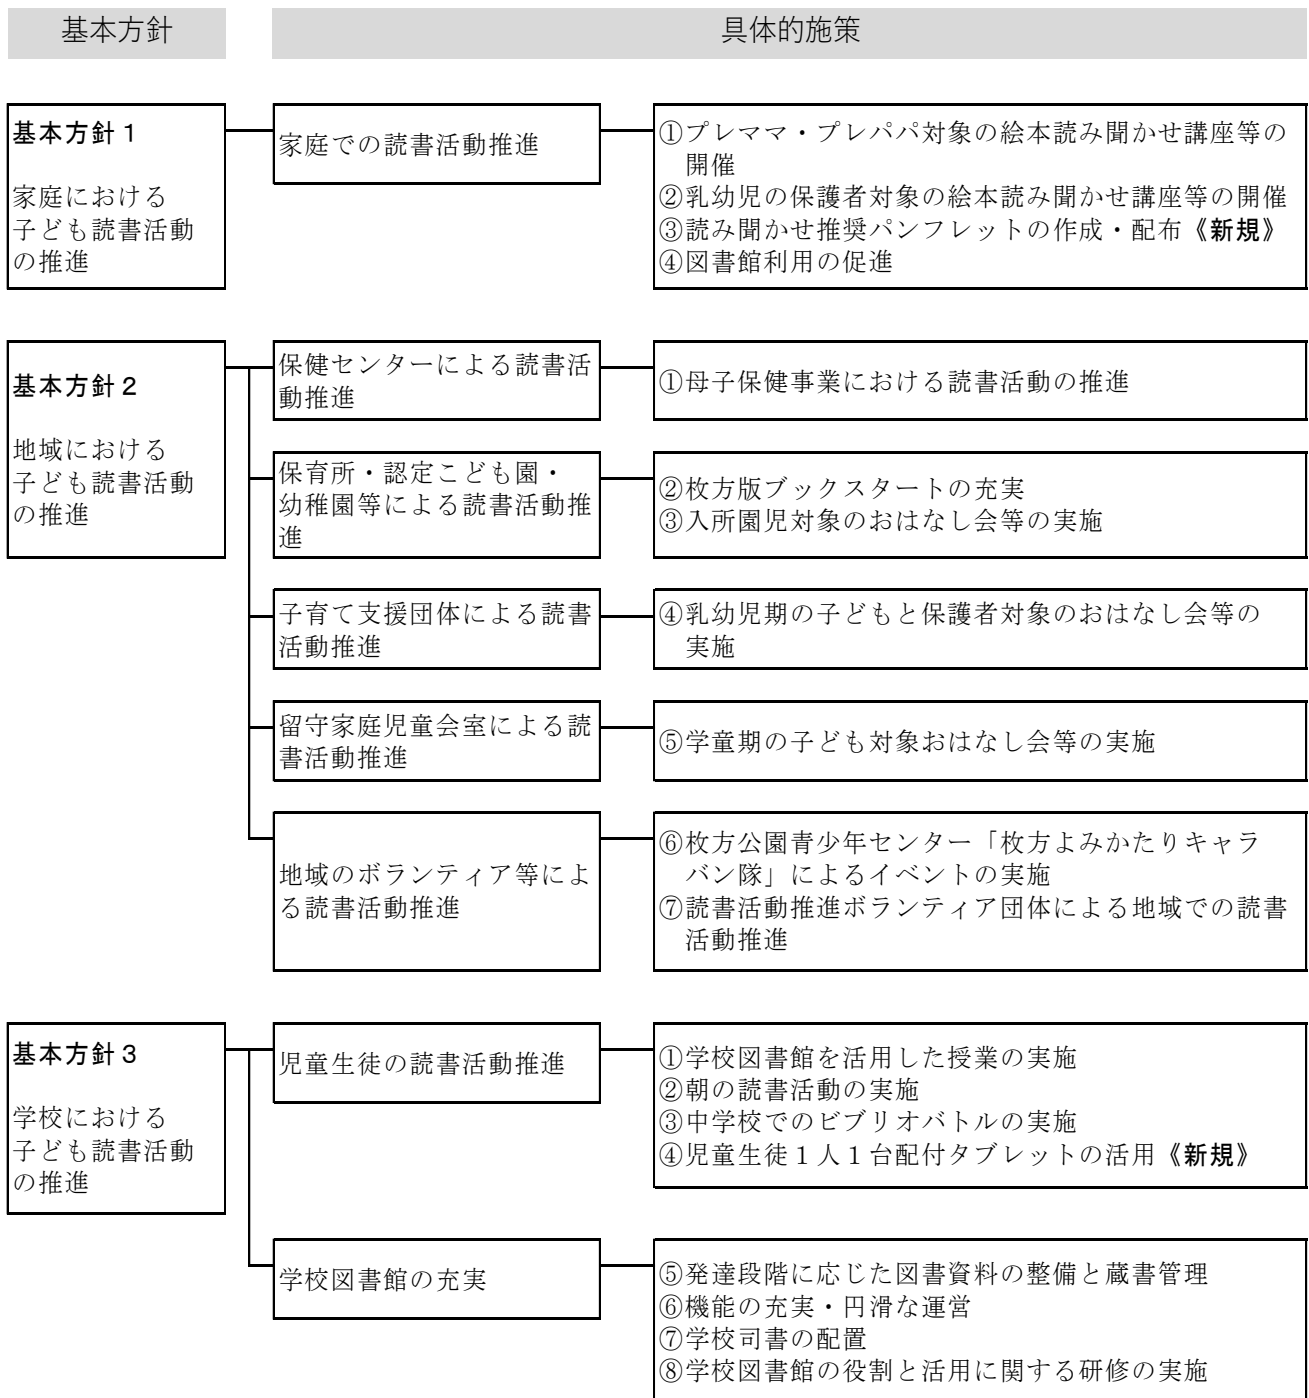 基本方針
具体的施策
基本方針１
家庭における
子ども読書活動
の推進
家庭での読書活動推進
①プレママ・プレパパ対象の絵本読み聞かせ講座等の
開催
②乳幼児の保護者対象の絵本読み聞かせ講座等の開催
③読み聞かせ推奨パンフレットの作成・配布《新規》
④図書館利用の促進
基本方針２
地域における
子ども読書活動
の推進
保健センターによる読書活
動推進
①母子保健事業における読書活動の推進
保育所・認定こども園・
幼稚園等による読書活動推
進
②枚方版ブックスタートの充実
③入所園児対象のおはなし会等の実施
子育て支援団体による読書
活動推進
④乳幼児期の子どもと保護者対象のおはなし会等の
実施
留守家庭児童会室による読
書活動推進
⑤学童期の子ども対象おはなし会等の実施
地域のボランティア等によ
る読書活動推進
⑥枚方公園青少年センター「枚方よみかたりキャラ
バン隊」によるイベントの実施
⑦読書活動推進ボランティア団体による地域での読書
活動推進
基本方針３
学校における
子ども読書活動
の推進
児童生徒の読書活動推進
①学校図書館を活用した授業の実施
②朝の読書活動の実施
③中学校でのビブリオバトルの実施
④児童生徒１人１台配付タブレットの活用《新規》
学校図書館の充実
⑤発達段階に応じた図書資料の整備と蔵書管理
⑥機能の充実・円滑な運営
⑦学校司書の配置
⑧学校図書館の役割と活用に関する研修の実施